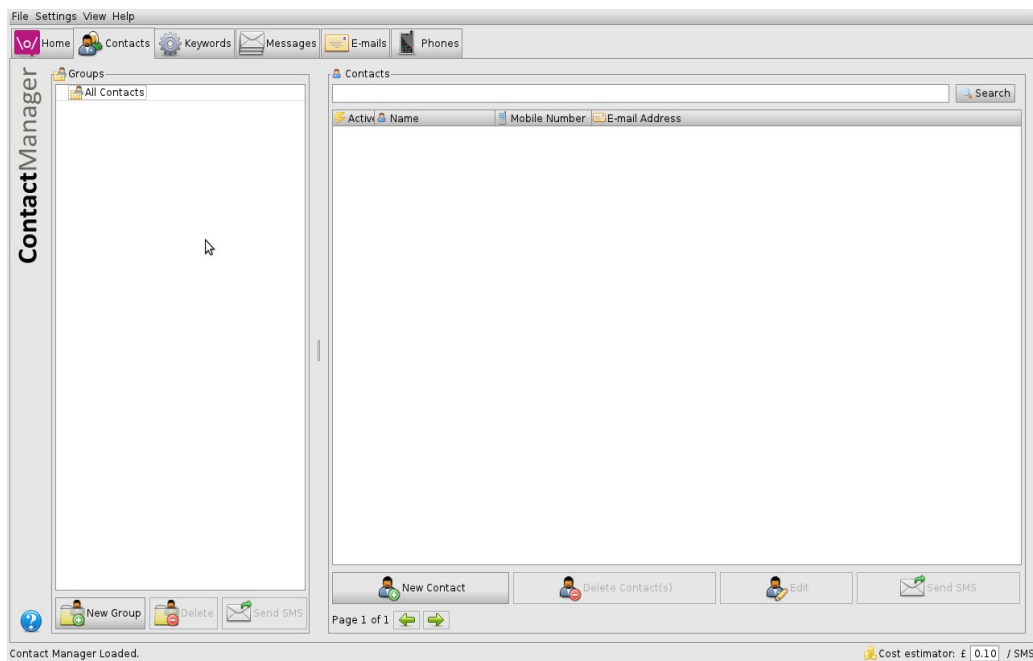 File Settings View Help
\o/ Home Contacts Keywords Messages E-mails Phones
ContactManager
Groups
All Contacts
New Group Delete Send SMS
Contacts
Search
Active Name Mobile Number E-mail Address
New Contact Delete Contact(s) Edit Send SMS
Page 1 of 1
Contact Manager Loaded.
Cost estimator: £ 0.10 / SMS